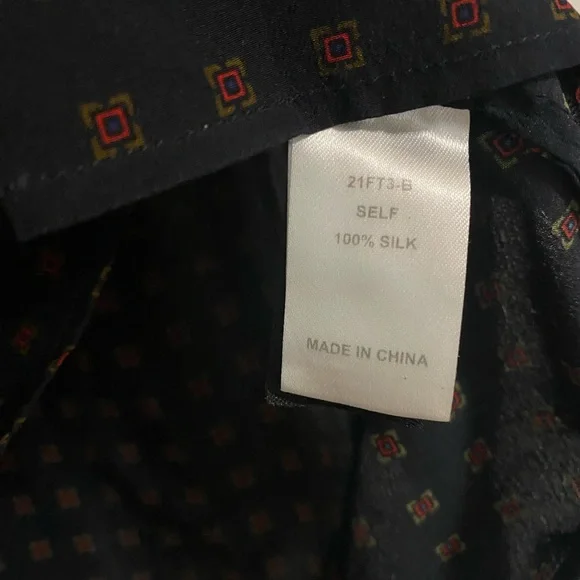 21FT3-B
SELF
100% SILK
MADE IN CHINA